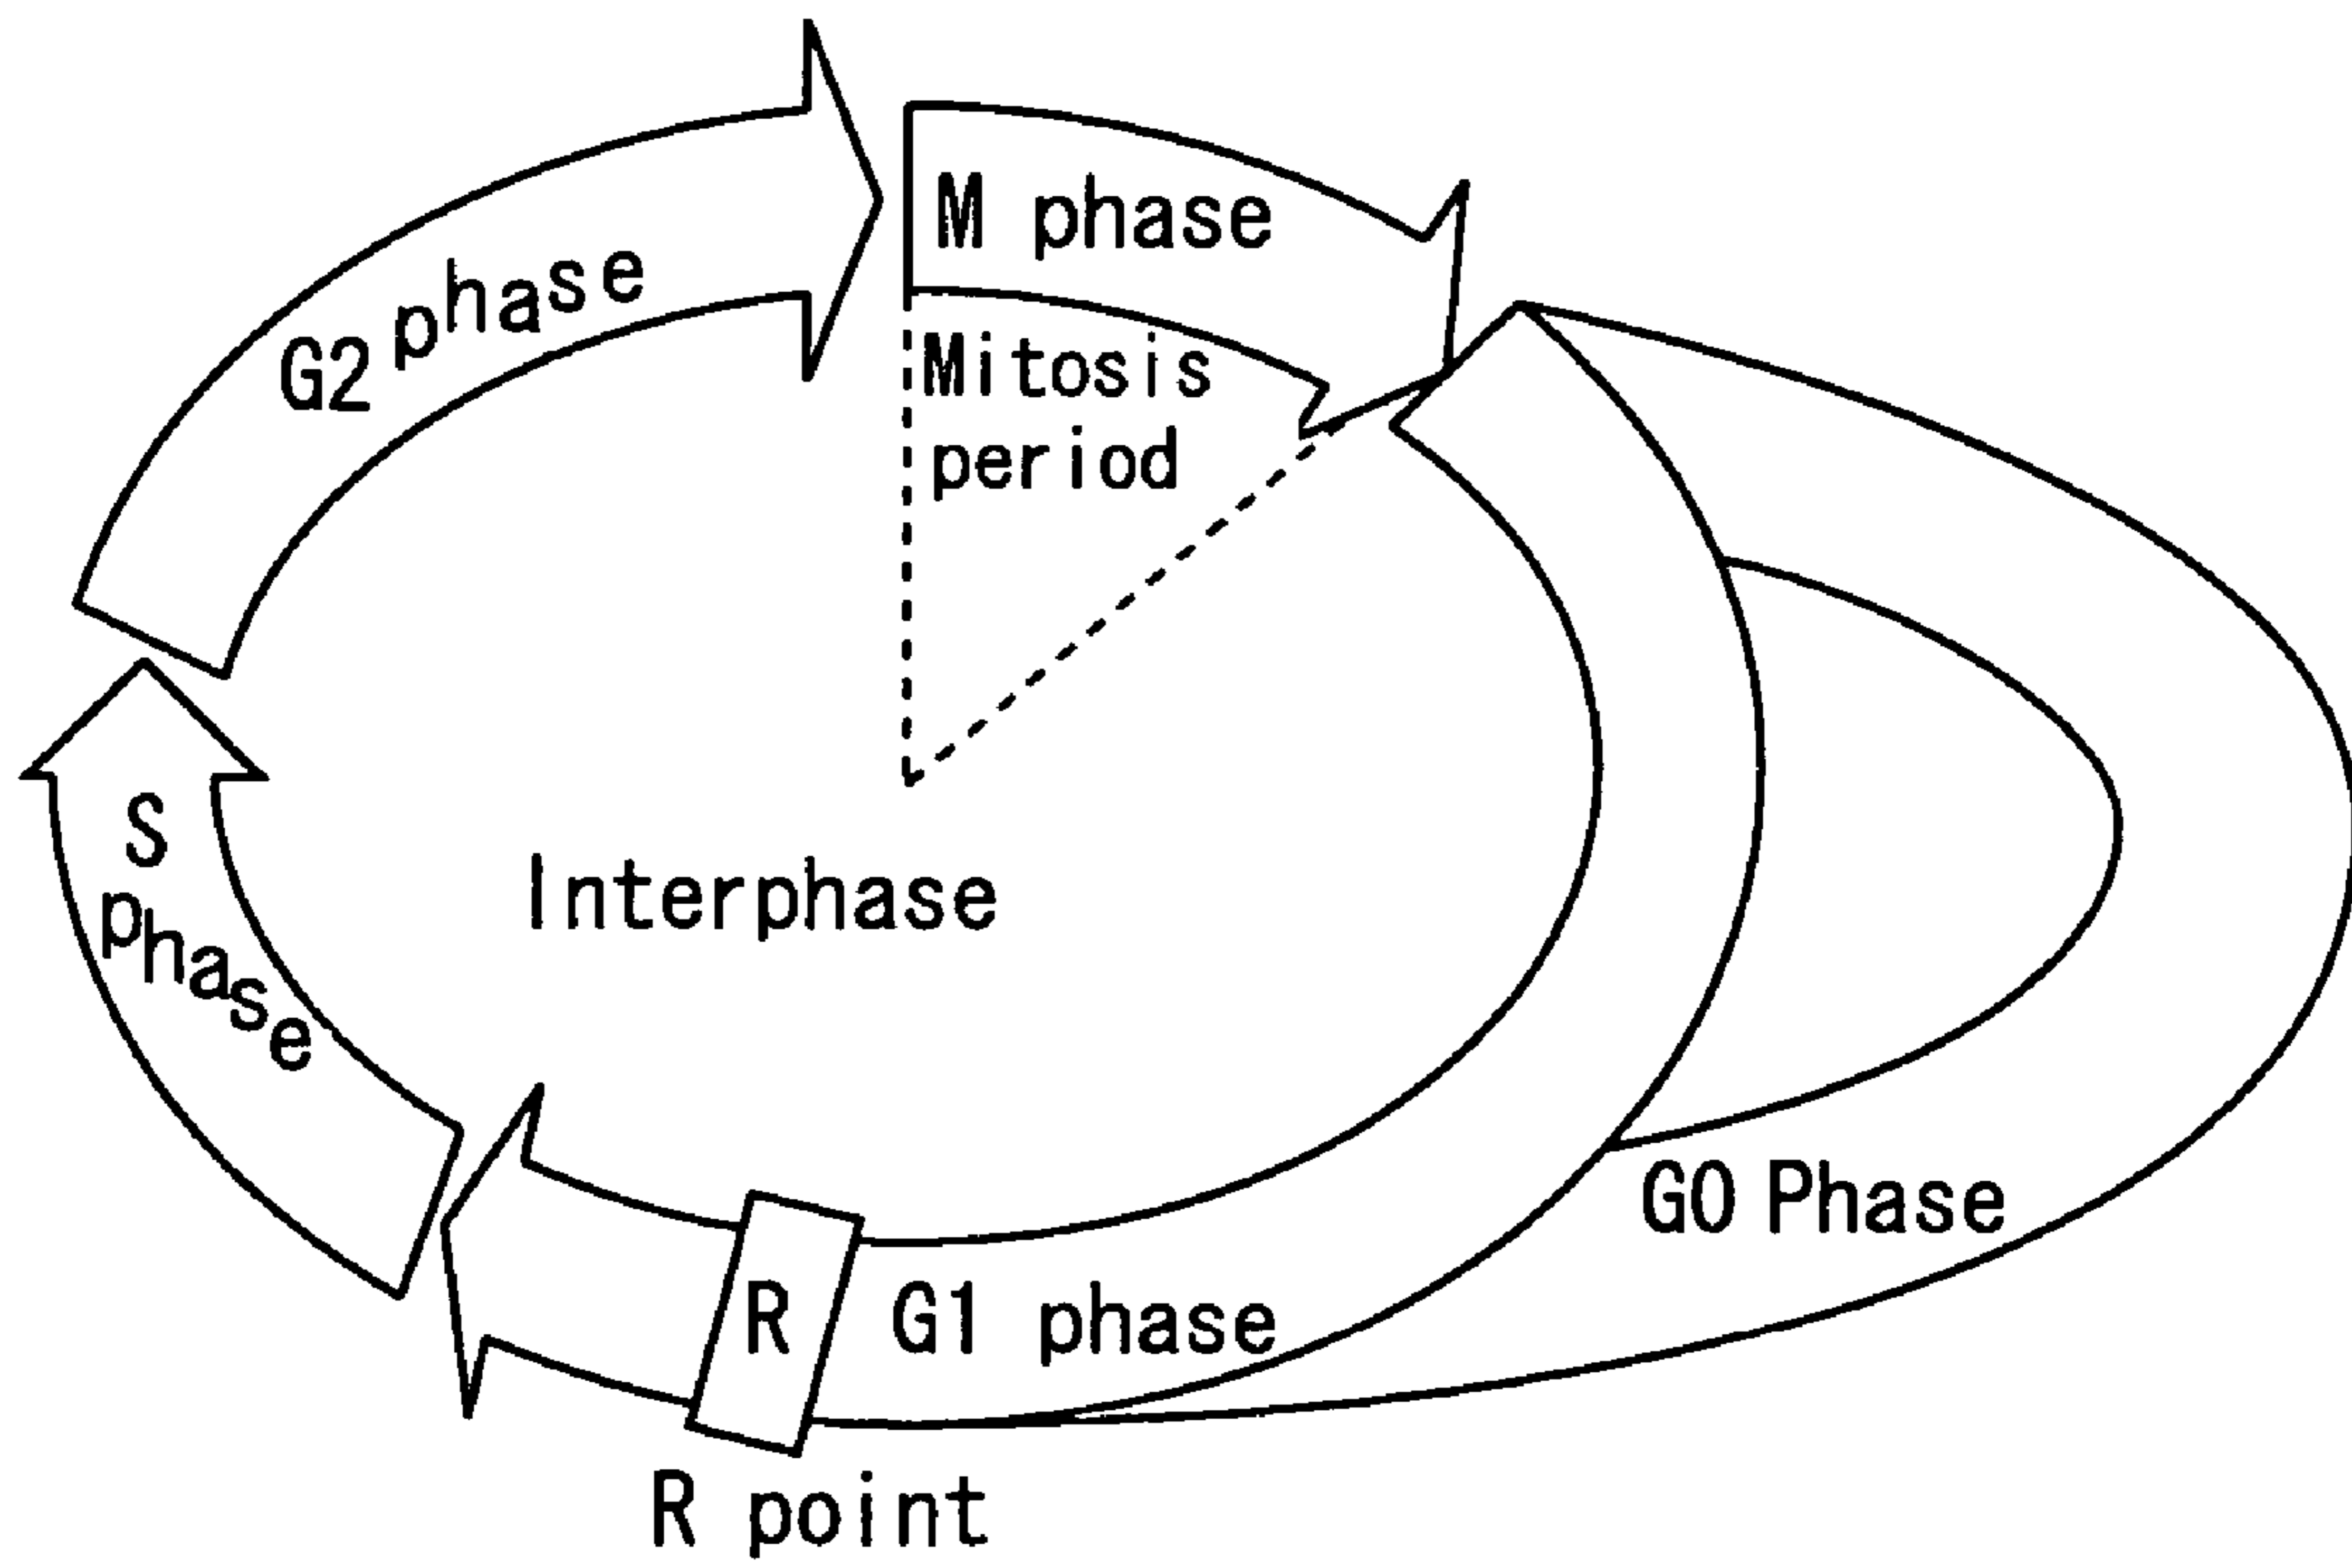 M phase
G2 phase
Mitosis
period
S
phase
Interphase
G0 Phase
R
G1 phase
R point